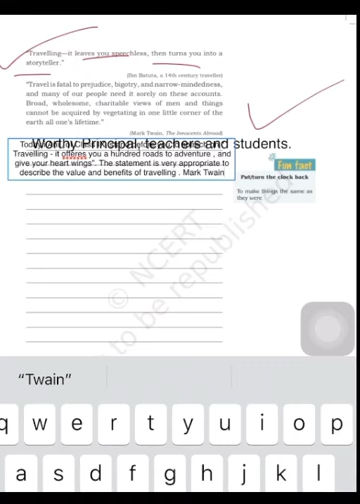 "Travelling—it leaves you speechless, then turns you into a
storyteller."
(Ibn Batuta, a 14th century traveller)
"Travel is fatal to prejudice, bigotry, and narrow-mindedness,
and many of our people need it sorely on these accounts.
Broad, wholesome, charitable views of men and things
cannot be acquired by vegetating in one little corner of the
earth all one's lifetime."
(Mark Twain, The Innocents Abroad)
Worthy Principal, teachers and students.
Travelling - it offeres you a hundred roads to adventure , and
give your heart wings". The statement is very appropriate to
describe the value and benefits of travelling . Mark Twain
Fun fact
Put/turn the clock back
To make things the same as
they were
© NCERT
to be republished
"Twain"
q w e r t y u i o p
a s d f g h j k l